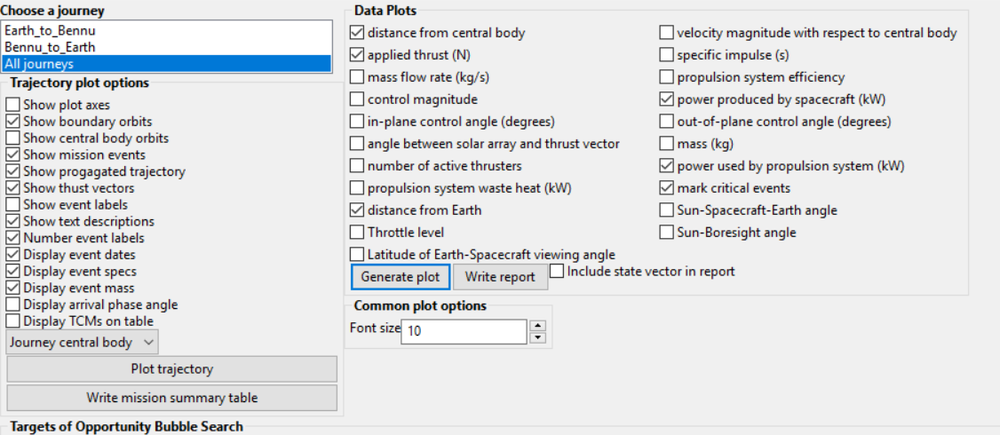 Choose a journey
Earth_to_Bennu
Bennu_to_Earth
All journeys
Trajectory plot options
Show plot axes
Show boundary orbits
Show central body orbits
Show mission events
Show progagated trajectory
Show thust vectors
Show event labels
Show text descriptions
Number event labels
Display event dates
Display event specs
Display event mass
Display arrival phase angle
Display TCMs on table
Journey central body
Plot trajectory
Write mission summary table
Data Plots
distance from central body
velocity magnitude with respect to central body
applied thrust (N)
specific impulse (s)
mass flow rate (kg/s)
propulsion system efficiency
control magnitude
power produced by spacecraft (kW)
in-plane control angle (degrees)
out-of-plane control angle (degrees)
angle between solar array and thrust vector
mass (kg)
number of active thrusters
power used by propulsion system (kW)
propulsion system waste heat (kW)
mark critical events
distance from Earth
Sun-Spacecraft-Earth angle
Throttle level
Sun-Boresight angle
Latitude of Earth-Spacecraft viewing angle
Generate plot
Write report
Include state vector in report
Common plot options
Font size 10
Targets of Opportunity Bubble Search